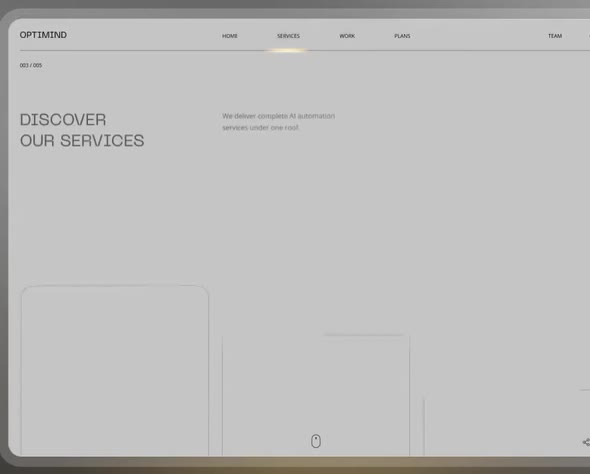 OPTIMIND
HOME SERVICES WORK PLANS TEAM
003 / 005
DISCOVER
OUR SERVICES
We deliver complete AI automation
services under one roof.